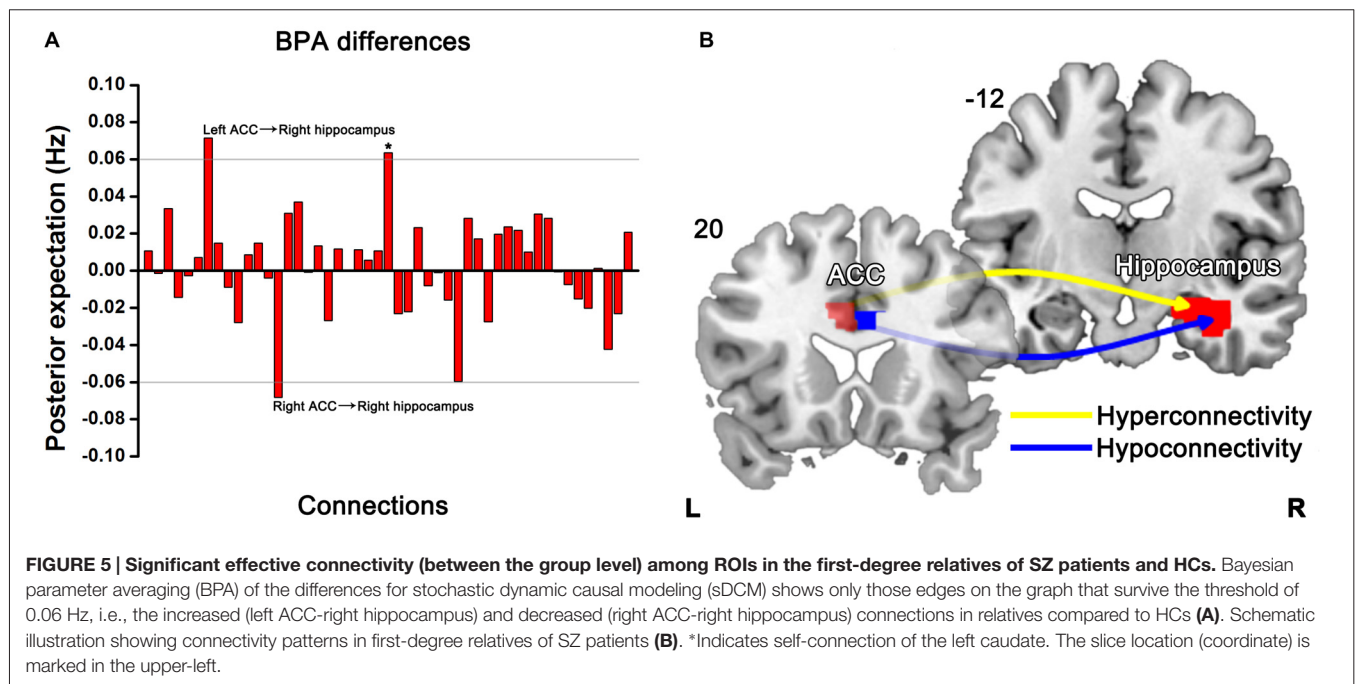 A
BPA differences
B
0.10
0.08
Left ACC→Right hippocampus
*
0.06
0.04
0.02
0.00
-0.02
-0.04
-0.06
Right ACC→Right hippocampus
-0.08
-0.10
Posterior expectation (Hz)
Connections
-12
20
ACC
Hippocampus
Hyperconnectivity
Hypoconnectivity
L
R
FIGURE 5 | Significant effective connectivity (between the group level) among ROIs in the first-degree relatives of SZ patients and HCs. Bayesian
parameter averaging (BPA) of the differences for stochastic dynamic causal modeling (sDCM) shows only those edges on the graph that survive the threshold of
0.06 Hz, i.e., the increased (left ACC-right hippocampus) and decreased (right ACC-right hippocampus) connections in relatives compared to HCs (A). Schematic
illustration showing connectivity patterns in first-degree relatives of SZ patients (B). *Indicates self-connection of the left caudate. The slice location (coordinate) is
marked in the upper-left.